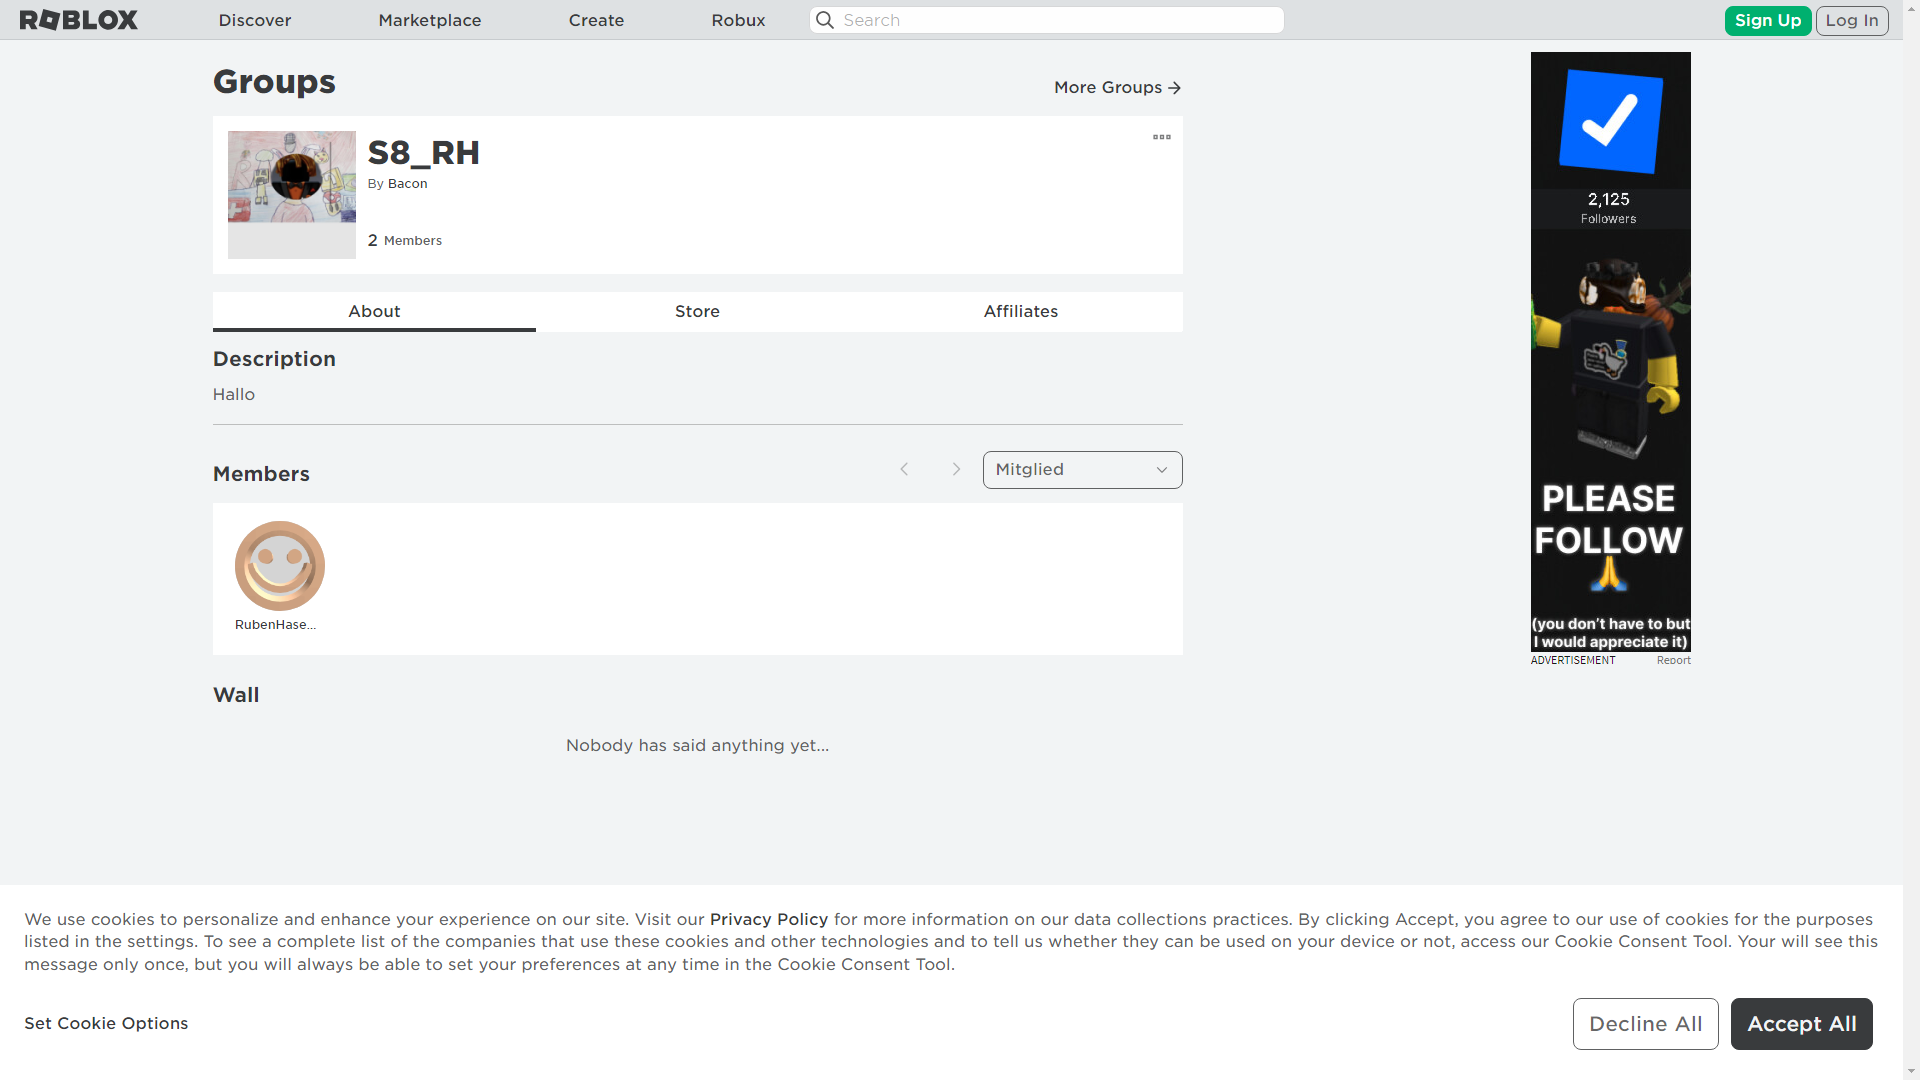 ROBLOX
Discover
Marketplace
Create
Robux
Search
Sign Up
Log In
Groups
More Groups
S8_RH
By Bacon
2 Members
About
Store
Affiliates
Description
Hallo
Members
Mitglied
RubenHase...
Wall
Nobody has said anything yet...
2,125
Followers
PLEASE
FOLLOW
(you don't have to but
I would appreciate it)
ADVERTISEMENT
Report
We use cookies to personalize and enhance your experience on our site. Visit our Privacy Policy for more information on our data collections practices. By clicking Accept, you agree to our use of cookies for the purposes
listed in the settings. To see a complete list of the companies that use these cookies and other technologies and to tell us whether they can be used on your device or not, access our Cookie Consent Tool. Your will see this
message only once, but you will always be able to set your preferences at any time in the Cookie Consent Tool.
Set Cookie Options
Decline All
Accept All